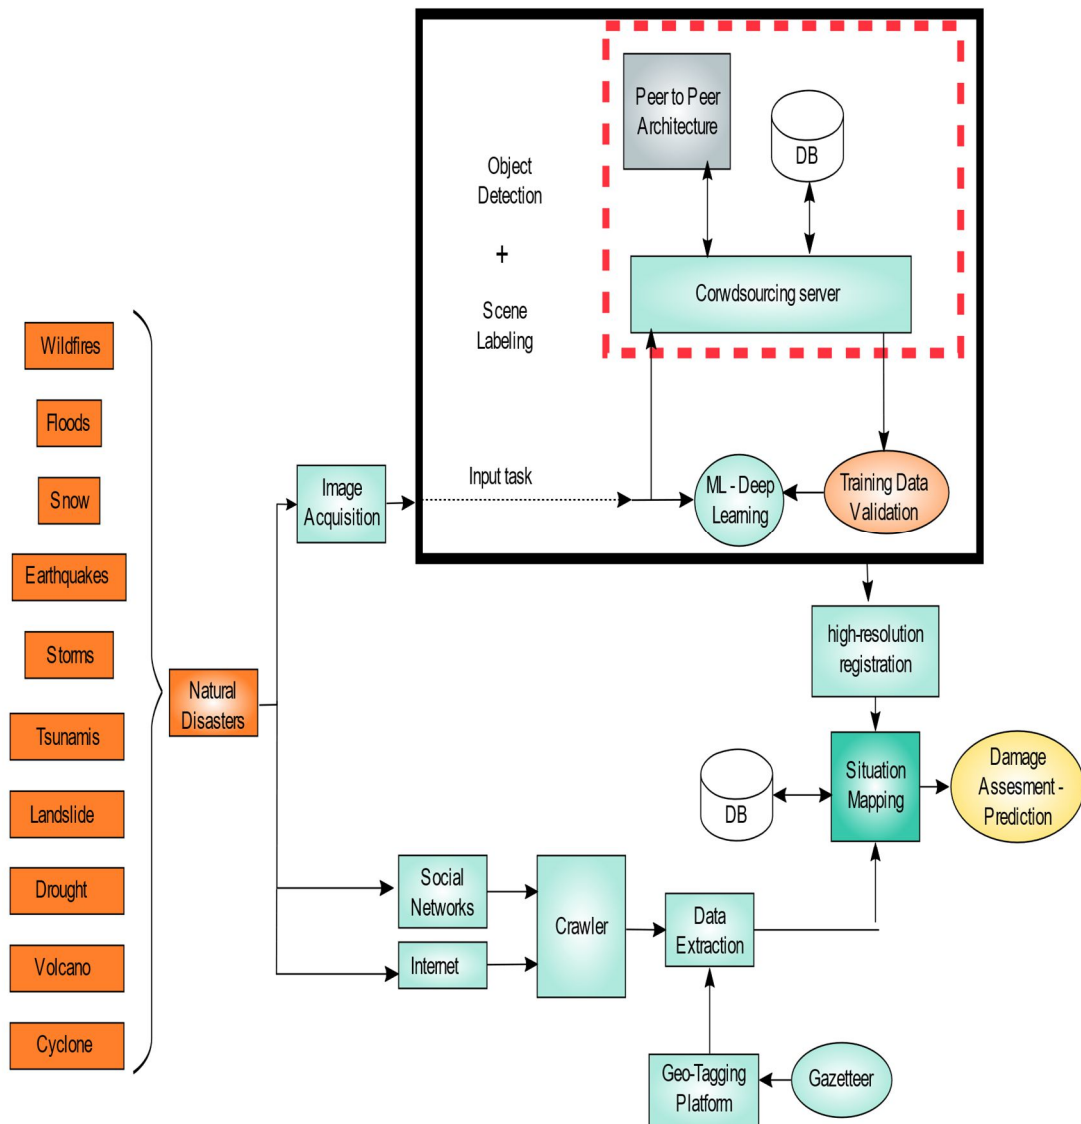 Peer to Peer
Architecture
DB
Object
Detection
+
Scene
Labeling
Corwdsourcing server
Input task
ML - Deep
Learning
Training Data
Validation
Wildfires
Floods
Snow
Earthquakes
Storms
Tsunamis
Landslide
Drought
Volcano
Cyclone
Natural
Disasters
Image
Acquisition
high-resolution
registration
DB
Situation
Mapping
Damage
Assesment -
Prediction
Social
Networks
Internet
Crawler
Data
Extraction
Geo-Tagging
Platform
Gazetteer